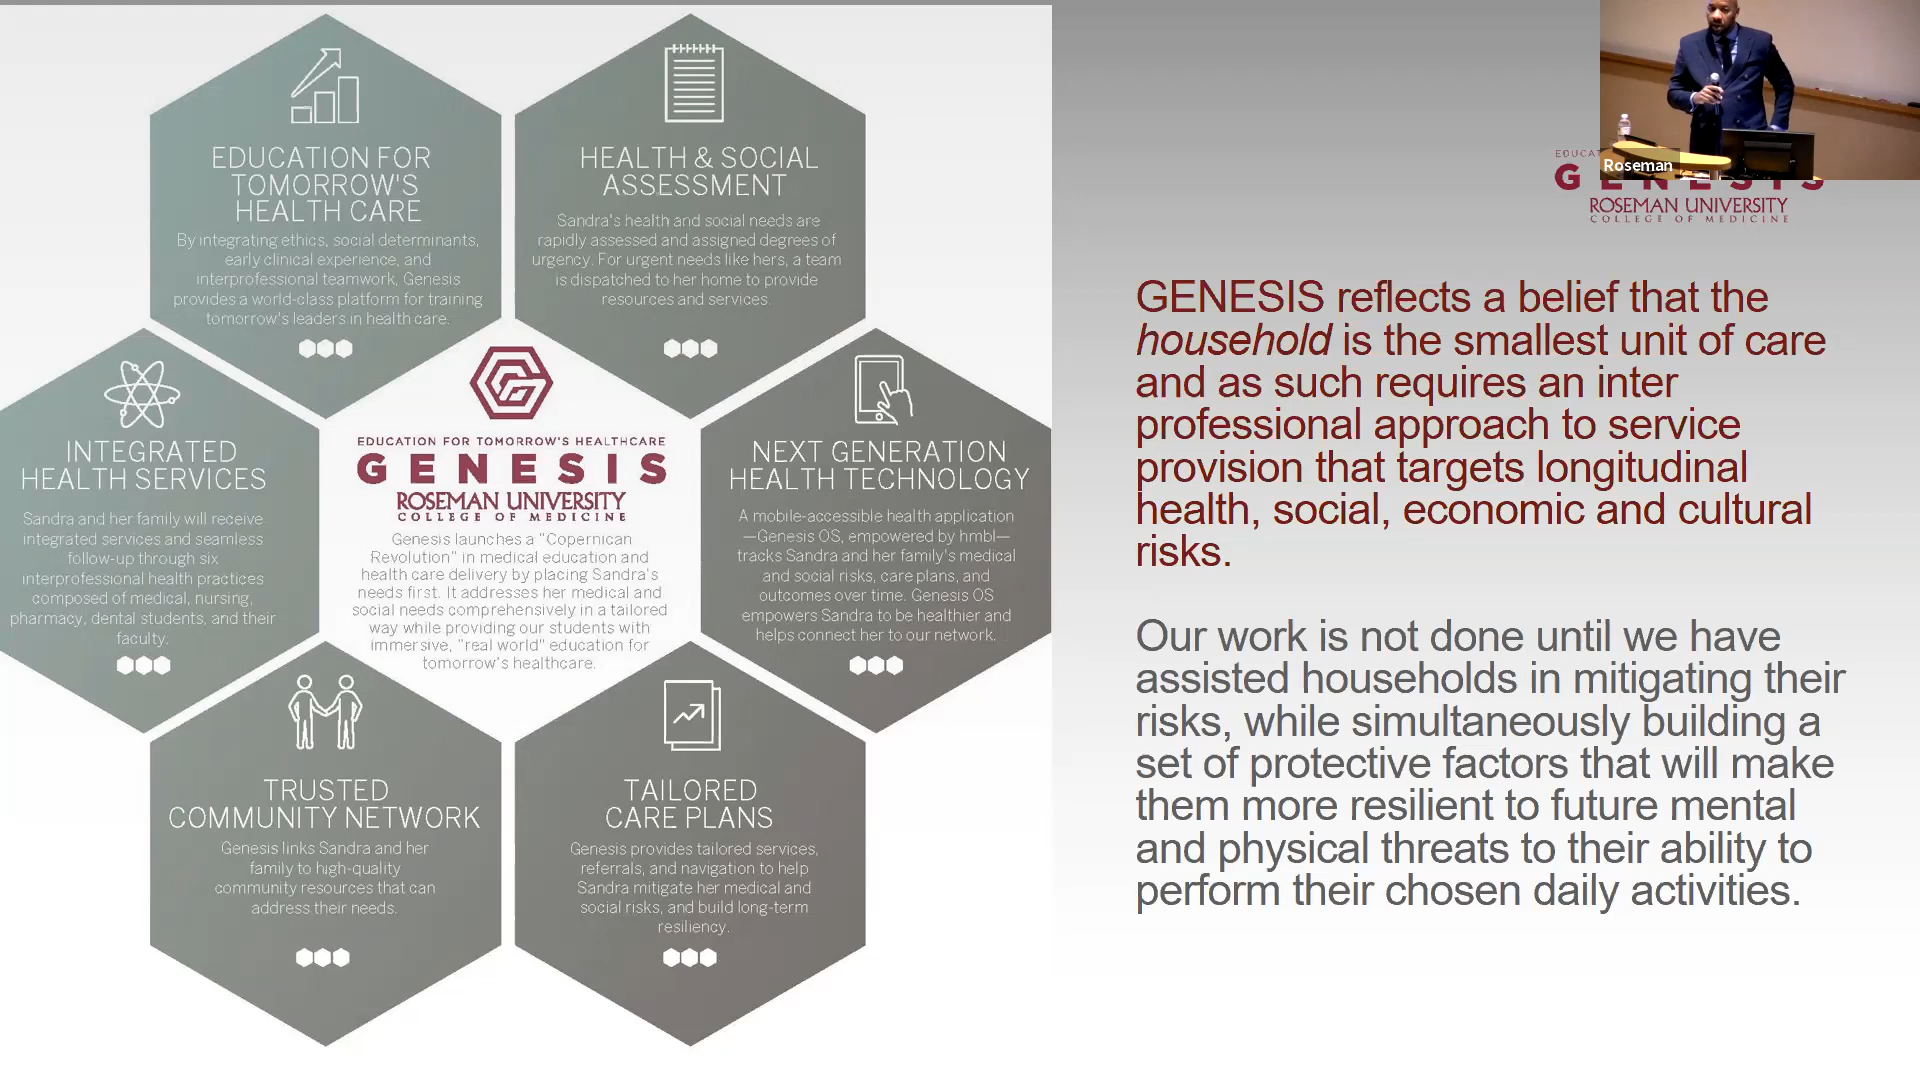 EDUCATION FOR
TOMORROW'S
HEALTH CARE
By integrating ethics, social determinants,
early clinical experience, and
interprofessional teamwork, Genesis
provides a world-class platform for training
tomorrow's leaders in health care.
HEALTH & SOCIAL
ASSESSMENT
Sandra's health and social needs are
rapidly assessed and assigned degrees of
urgency. For urgent needs like hers, a team
is dispatched to her home to provide
resources and services.
INTEGRATED
HEALTH SERVICES
Sandra and her family will receive
integrated services and seamless
follow-up through six
interprofessional health practices
composed of medical, nursing,
pharmacy, dental students, and their
faculty.
EDUCATION FOR TOMORROW'S HEALTHCARE
GENESIS
ROSEMAN UNIVERSITY
COLLEGE OF MEDICINE
Genesis launches a "Copernican
Revolution" in medical education and
health care delivery by placing Sandra's
needs first. It addresses her medical and
social needs comprehensively in a tailored
way while providing our students with
immersive, "real world" education for
tomorrow's healthcare.
NEXT GENERATION
HEALTH TECHNOLOGY
A mobile-accessible health application
—Genesis OS, empowered by hmbl—
tracks Sandra and her family's medical
and social risks, care plans, and
outcomes over time. Genesis OS
empowers Sandra to be healthier and
helps connect her to our network.
TRUSTED
COMMUNITY NETWORK
Genesis links Sandra and her
family to high-quality
community resources that can
address their needs.
TAILORED
CARE PLANS
Genesis provides tailored services,
referrals, and navigation to help
Sandra mitigate her medical and
social risks, and build long-term
resiliency.
Roseman
GENESIS
ROSEMAN UNIVERSITY
COLLEGE OF MEDICINE
GENESIS reflects a belief that the
household is the smallest unit of care
and as such requires an inter
professional approach to service
provision that targets longitudinal
health, social, economic and cultural
risks.
Our work is not done until we have
assisted households in mitigating their
risks, while simultaneously building a
set of protective factors that will make
them more resilient to future mental
and physical threats to their ability to
perform their chosen daily activities.